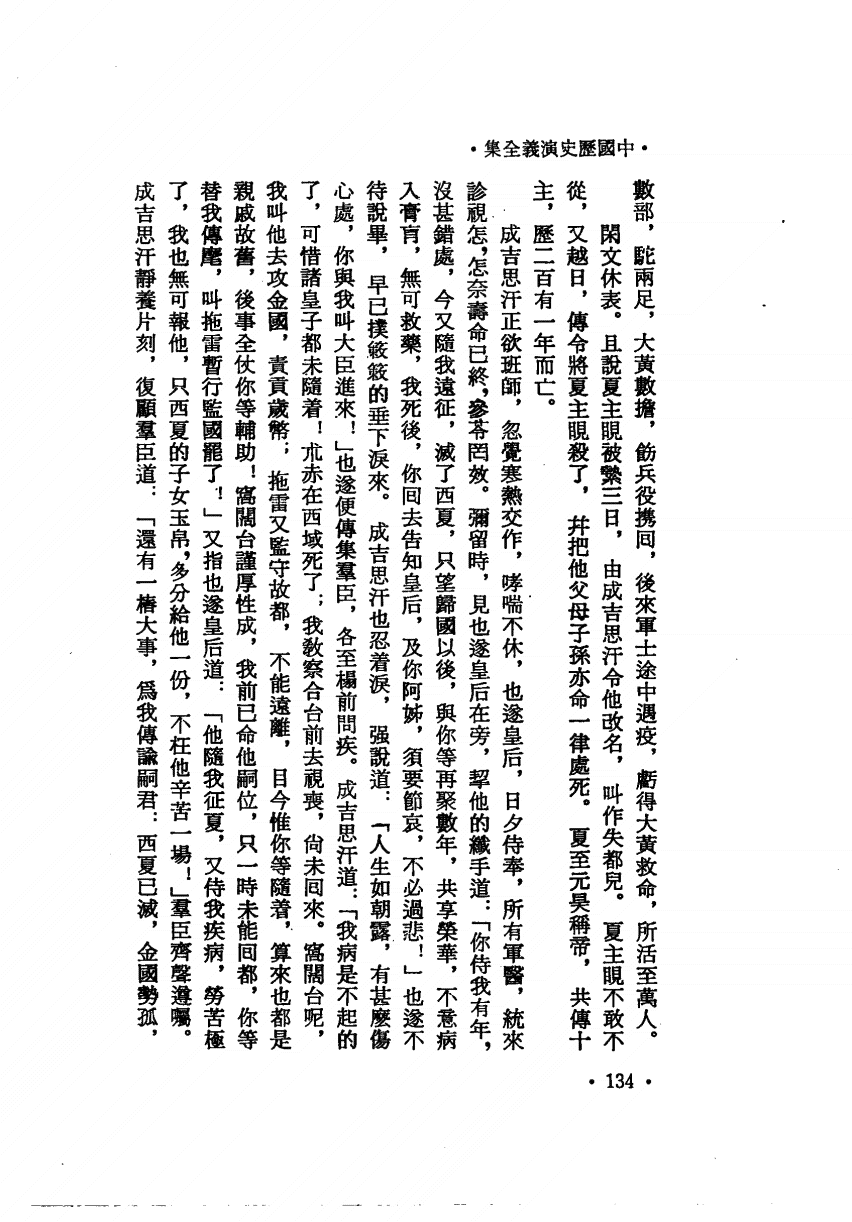 ·中國歷史演義全集·
數部，駝兩足，大黃數擔，飭兵役携囘，後來軍士途中遇疫，虧得大黃救命，所活至萬人。
閑文休表。且說夏主晛被縶三日，由成吉思汗令他改名，叫作失都兒。夏主晛不敢不
從，又越日，傳令將夏主晛殺了，幷把他父母子孫亦命一律處死。夏至元昊稱帝，共傳十
主，歷二百有一年而亡。
成吉思汗正欲班師，忽覺寒熱交作，哮喘不休，也遂皇后，日夕侍奉，所有軍醫，統來
診視怎，怎奈壽命已終，參苓罔效。彌留時，見也遂皇后在旁，挐他的纖手道：「你侍我有年，
沒甚錯處，今又隨我遠征，滅了西夏，只望歸國以後，與你等再聚數年，共享榮華，不意病
入膏肓，無可救藥，我死後，你囘去吿知皇后，及你阿姊，須要節哀，不必過悲！」也遂不
待說畢，早已撲簌簌的垂下淚來。成吉思汗也忍着淚，强說道：「人生如朝露，有甚麼傷
心處，你與我叫大臣進來！」也遂便傳集羣臣，各至榻前問疾。成吉思汗道：「我病是不起的
了，可惜諸皇子都未隨着！朮赤在西域死了；我敎察合台前去視喪，尙未囘來。窩闊台呢，
我叫他去攻金國，責貢歲幣；拖雷又監守故都，不能遠離，目今惟你等隨着，算來也都是
親戚故舊，後事全仗你等輔助！窩闊台謹厚性成，我前已命他嗣位，只一時未能囘都，你等
替我傳麾，叫拖雷暫行監國罷了！」又指也遂皇后道：「他隨我征夏，又侍我疾病，勞苦極
了，我也無可報他，只西夏的子女玉帛，多分給他一份，不枉他辛苦一場！」羣臣齊聲遵囑。
成吉思汗靜養片刻，復顧羣臣道：「還有一樁大事，爲我傳諭嗣君：西夏已滅，金國勢孤，
·134·